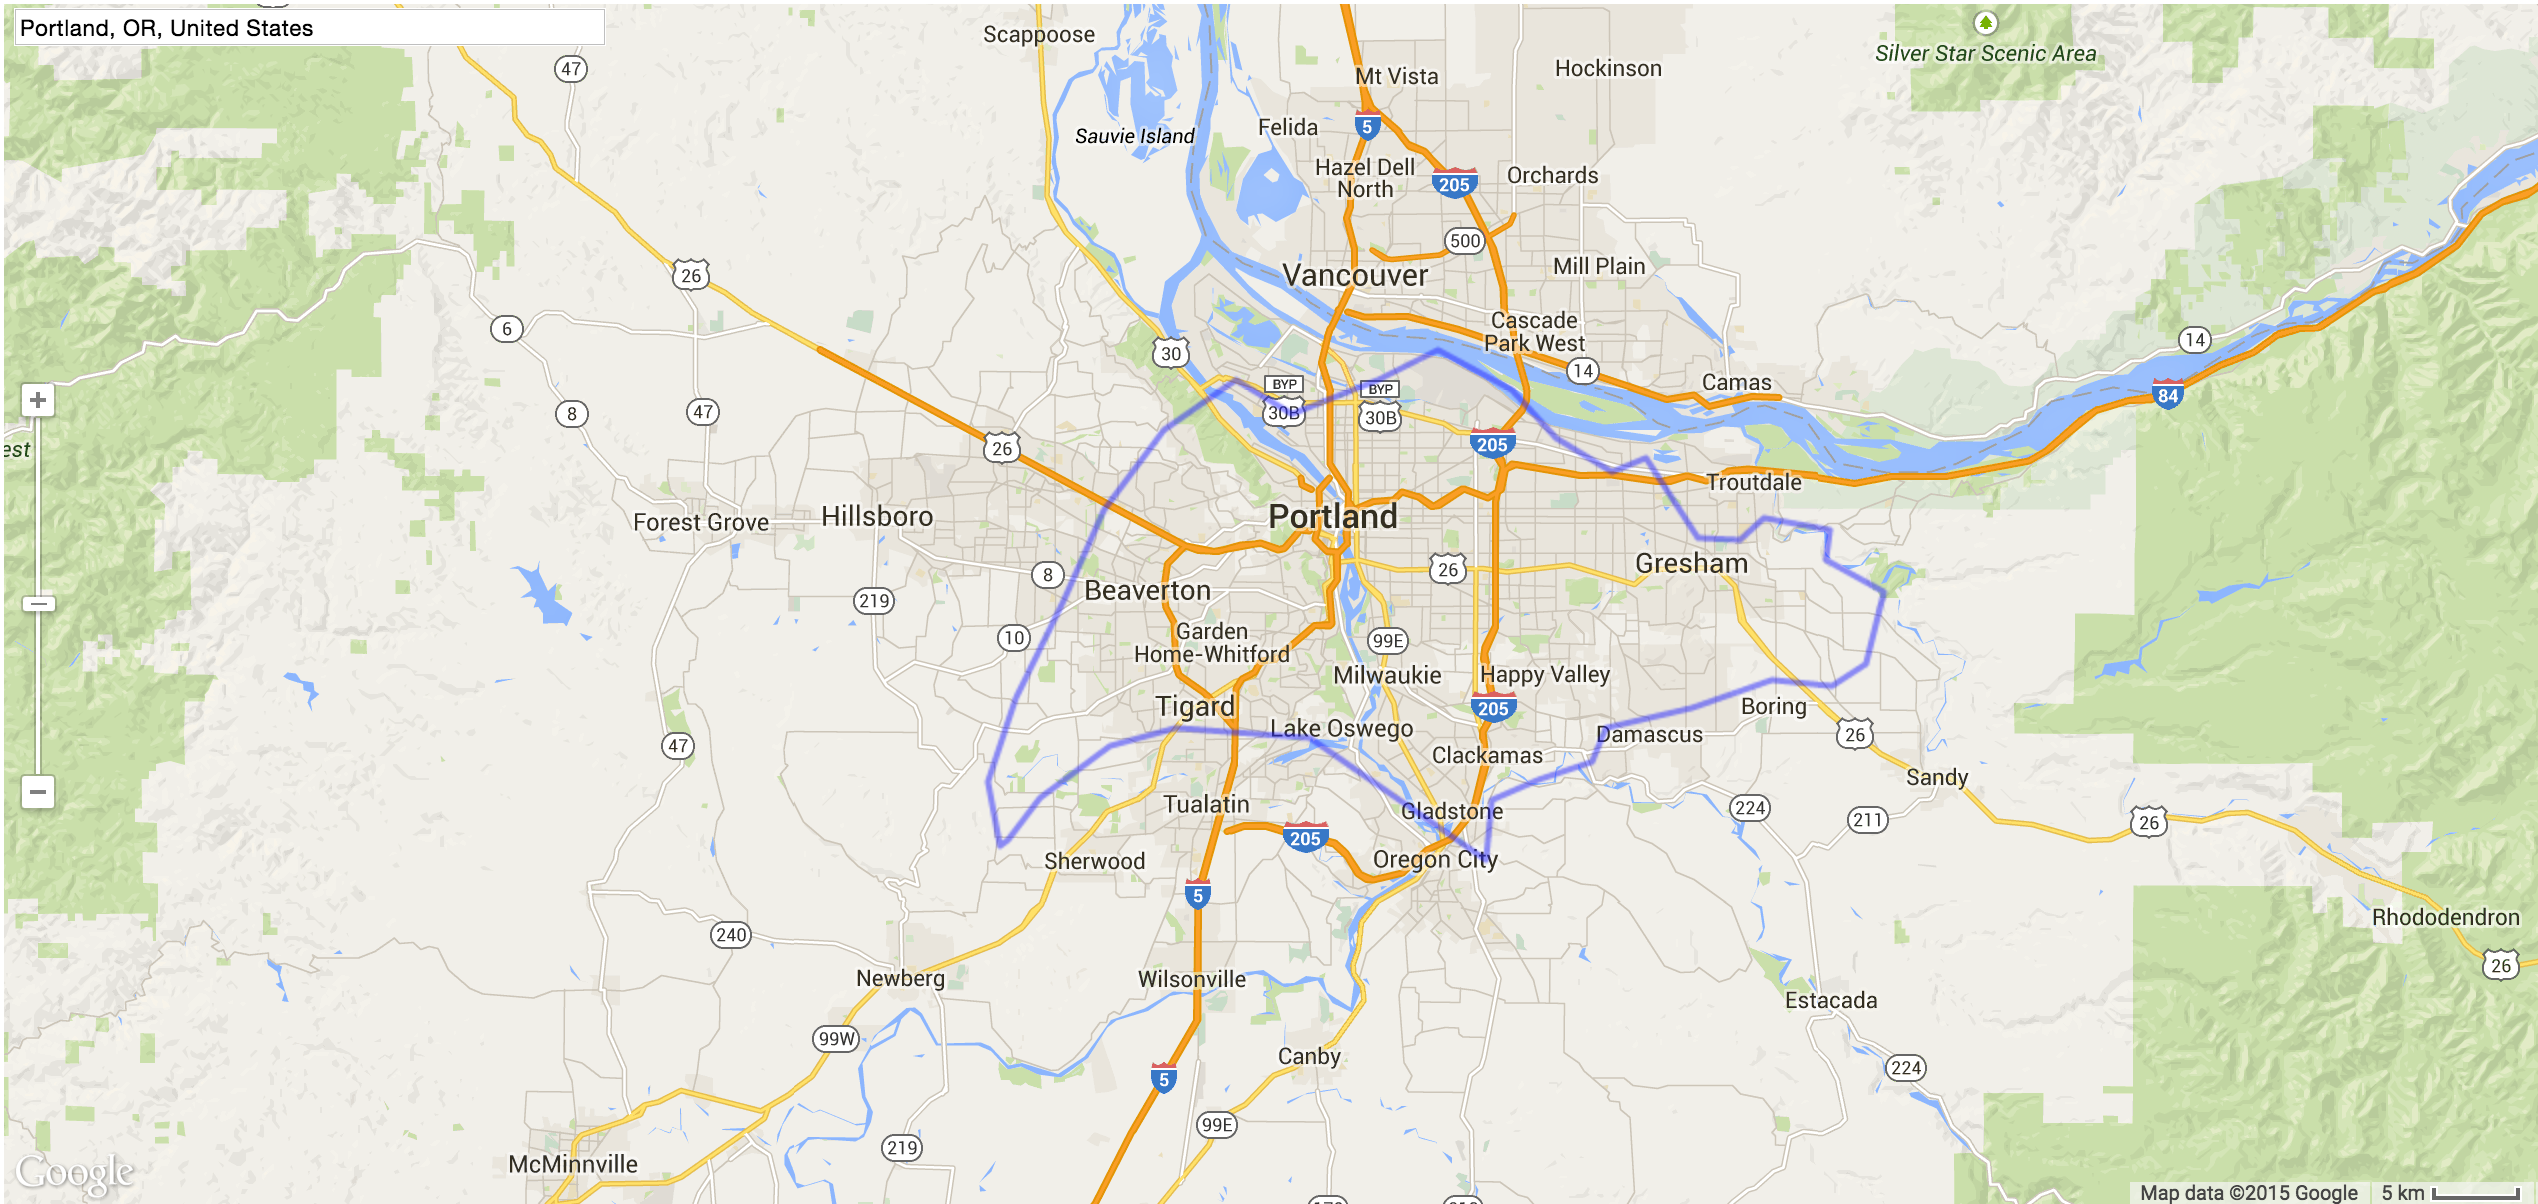 Portland, OR, United States
Scappoose
Silver Star Scenic Area
Hockinson
47
Mt Vista
5
Felida
Sauvie Island
Hazel Dell
North
205
Orchards
500
Mill Plain
Vancouver
26
6
Cascade
Park West
14
14
30
BYP
30B
BYP
30B
14
Camas
84
8
47
26
est
205
Troutdale
Forest Grove
Hillsboro
Portland
Gresham
26
8
Beaverton
219
10
Garden
Home-Whitford
99E
Milwaukie
Happy Valley
Tigard
205
Boring
47
Lake Oswego
Damascus
26
Clackamas
Sandy
Tualatin
Gladstone
224
211
26
205
Sherwood
Oregon City
5
240
Rhododendron
26
Newberg
Wilsonville
Estacada
99W
Canby
5
224
99E
219
McMinnville
Google
Map data ©2015 Google
5 km